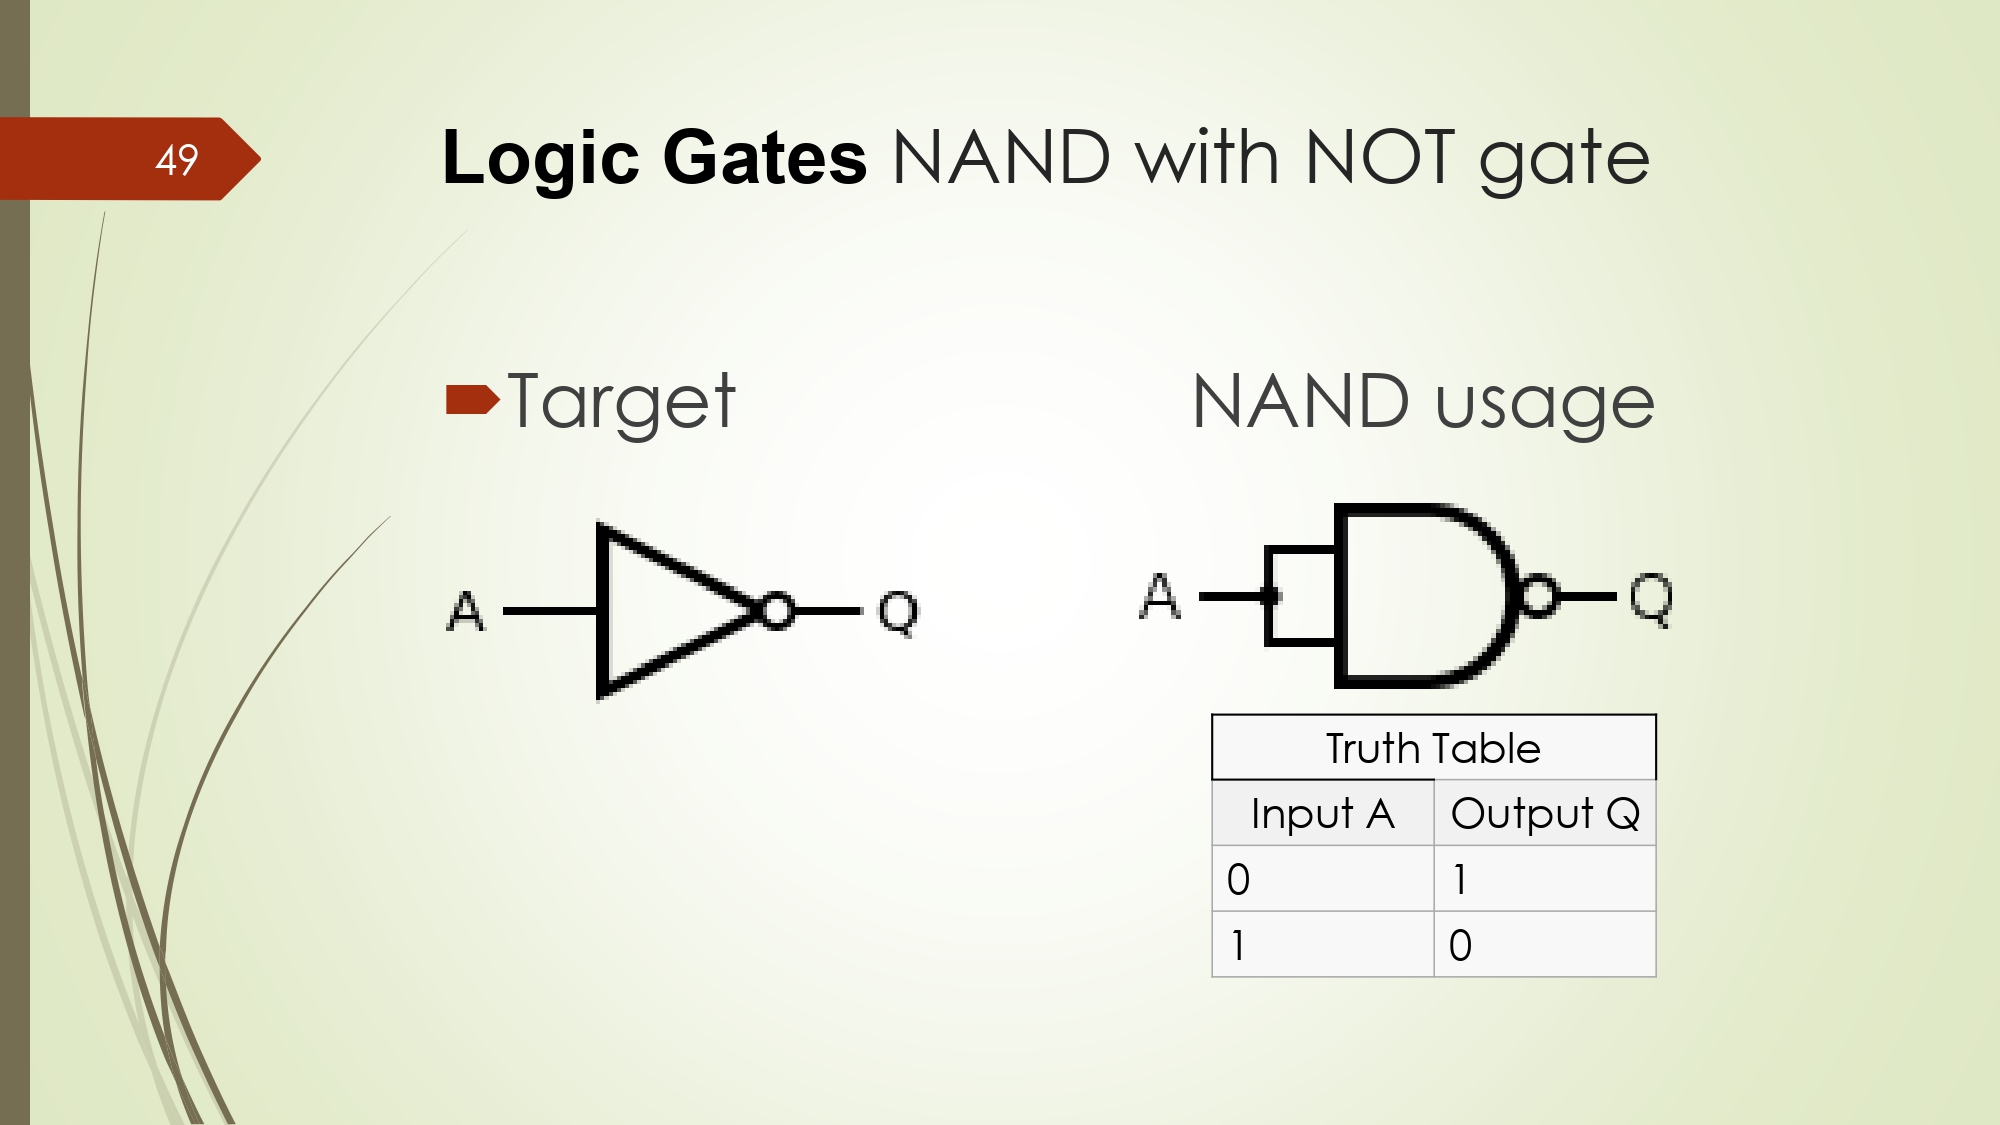 49
Logic Gates NAND with NOT gate
Target NAND usage
A Q
A Q
Truth Table
Input A Output Q
0 1
1 0